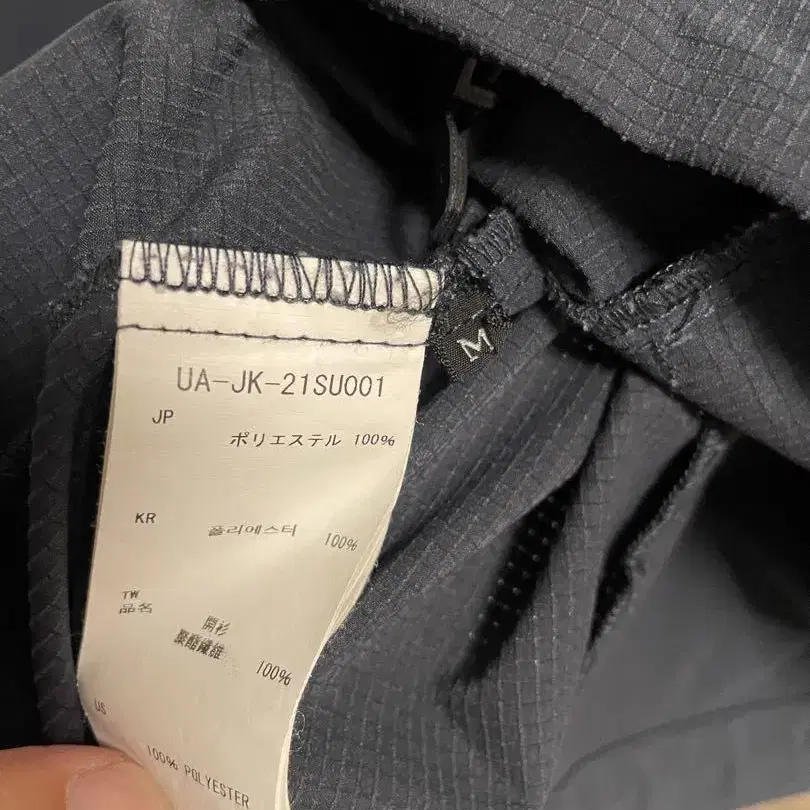 UA-JK-21SU001
JP
ポリエステル 100%
KR
폴리에스터 100%
TW
品名 開衫
聚酯纖維 100%
US
100% POLYESTER
M